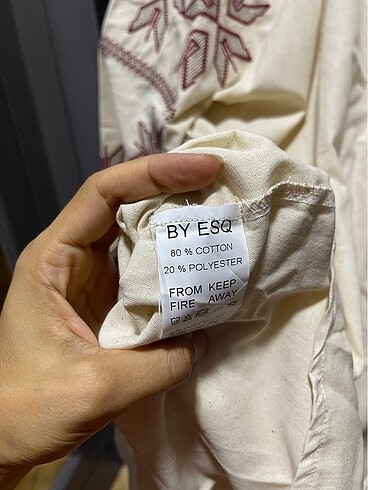 BY ESQ
80 % COTTON
20 % POLYESTER
FROM KEEP
FIRE AWAY